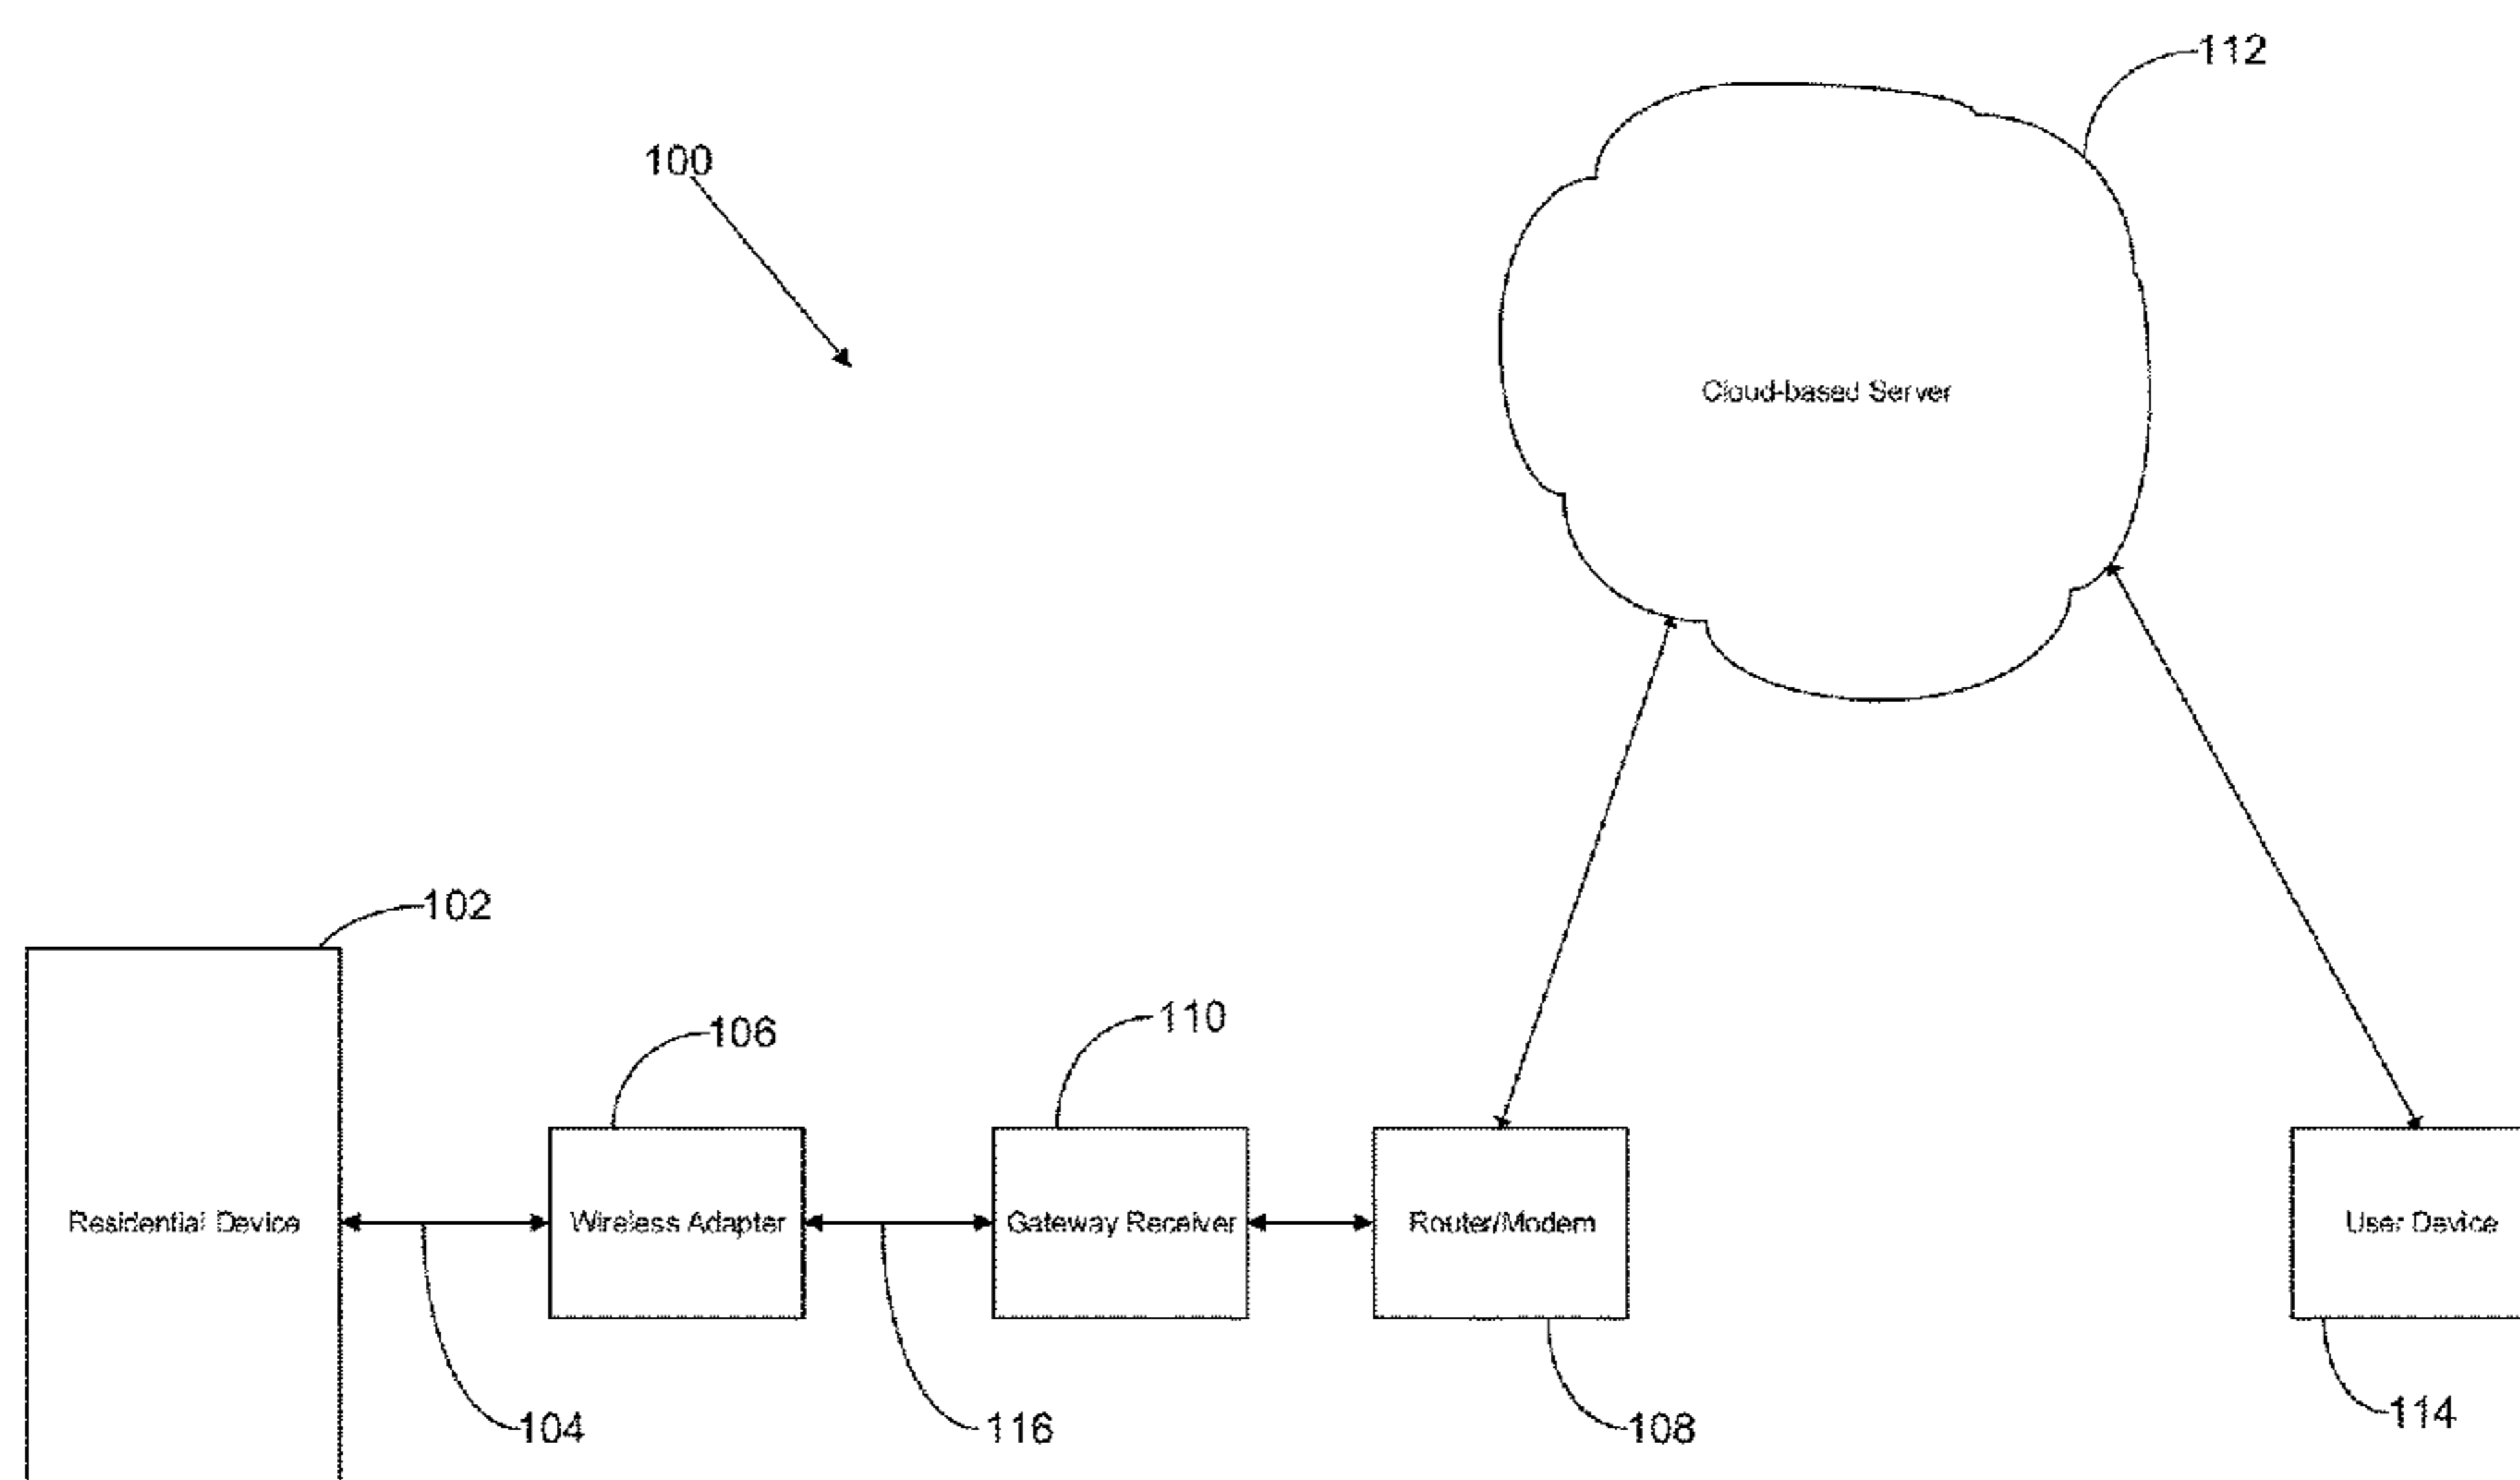 112
100
Cloud-based Server
102
110
106
Residential Device
Wireless Adapter
Gateway Receiver
Router/Modem
User Device
114
104
116
108